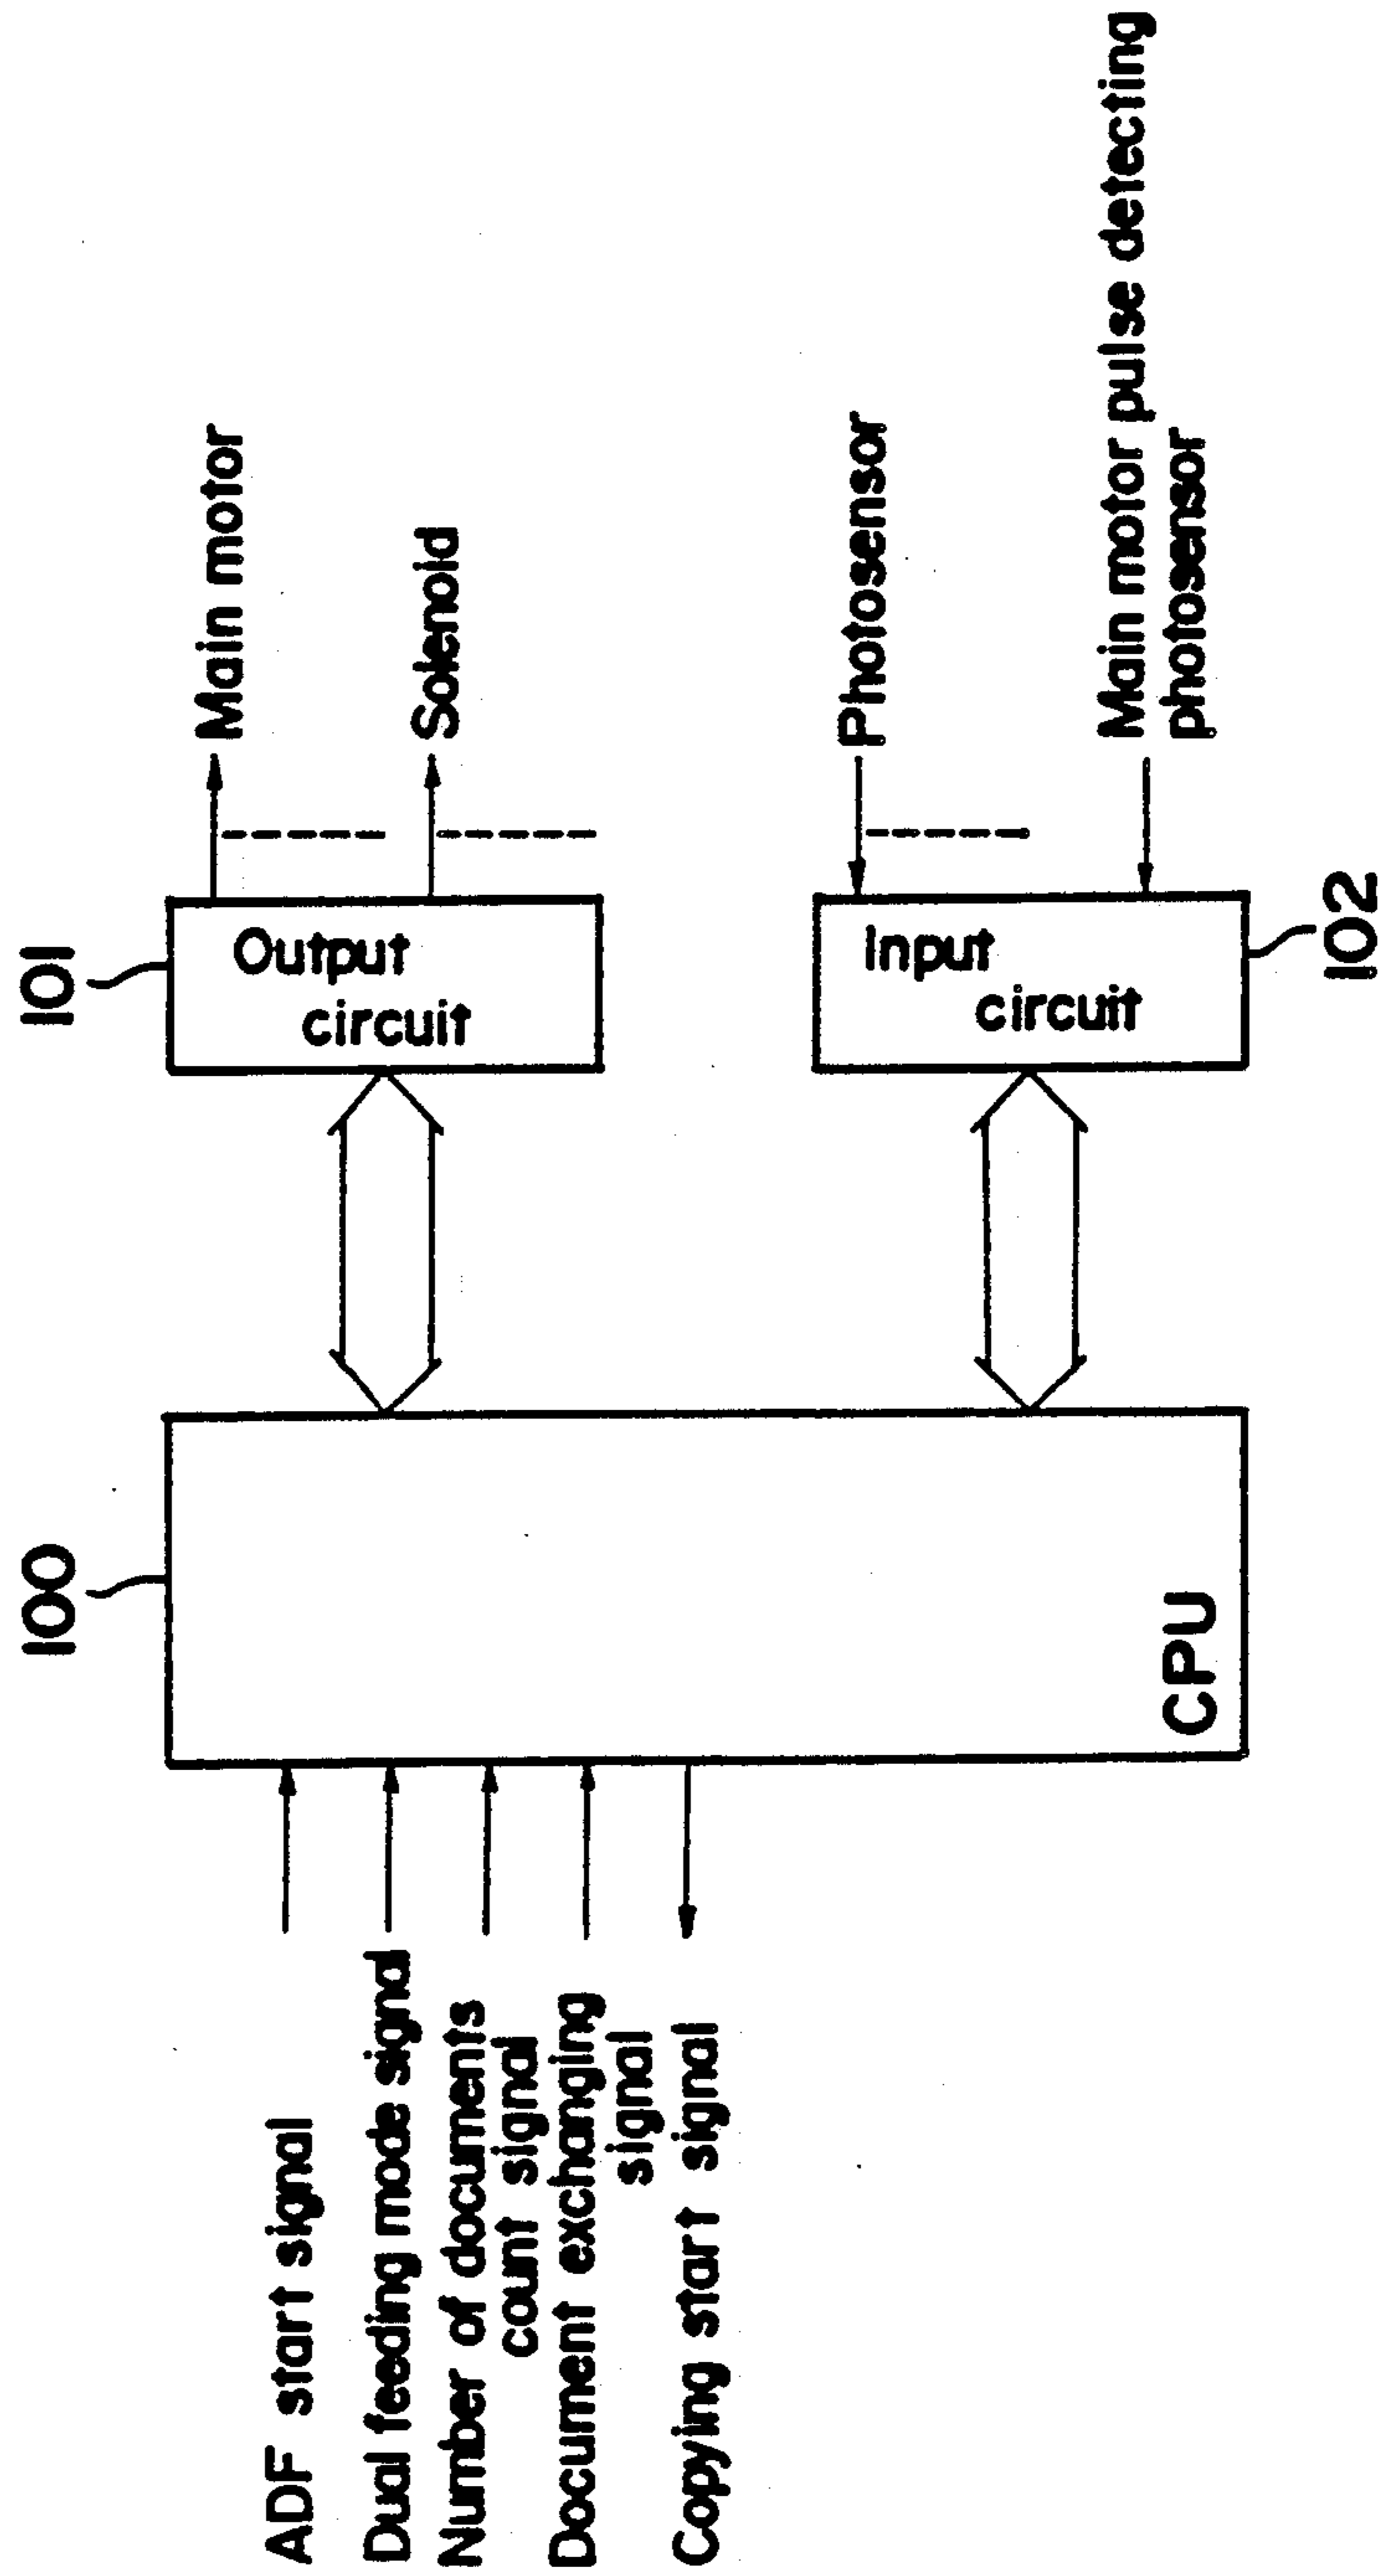 100
101
ADF start signal
Dual feeding mode signal
Number of documents
count signal
Document exchanging
signal
Copying start signal
CPU
Output
circuit
Main motor
Solenoid
Input
circuit
Photosensor
Main motor pulse detecting
photosensor
102